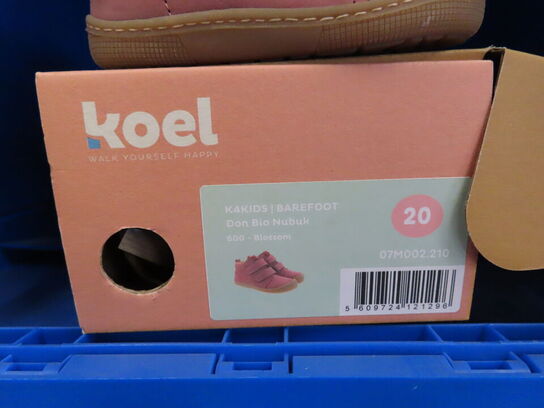 koel
WALK YOURSELF HAPPY
K4KIDS | BAREFOOT
Don Bio Nubuk
600 - Blossom
20
07M002.210
5 609724 121296